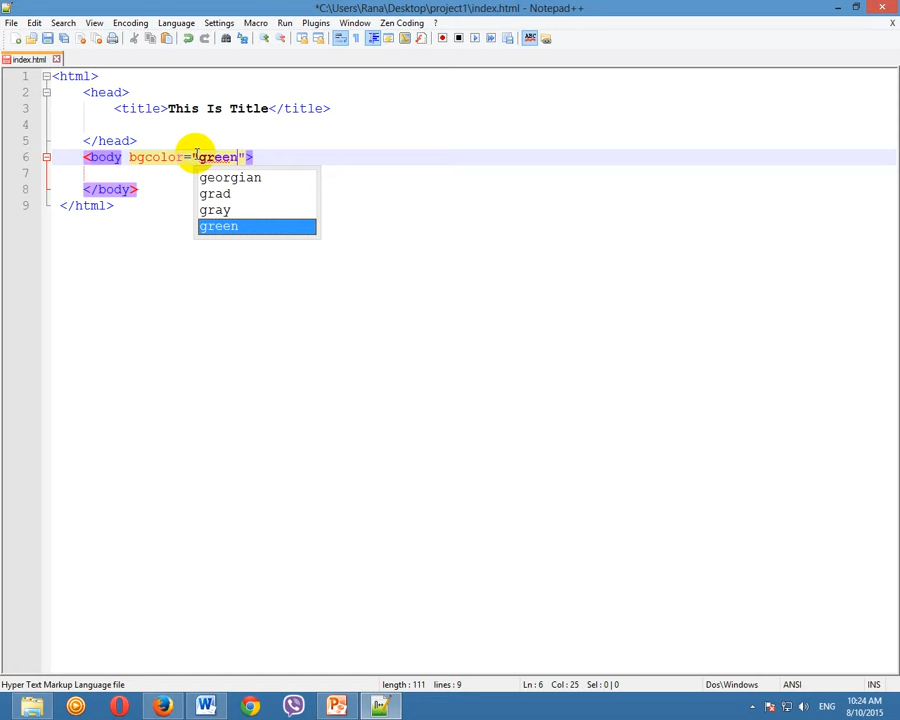 *C:\Users\Rana\Desktop\project1\index.html - Notepad++
File Edit Search View Encoding Language Settings Macro Run Plugins Window Zen Coding ? X
index.html
1 <html>
2 <head>
3 <title>This Is Title</title>
4
5 </head>
6 <body bgcolor="green">
7
8 </body>
9 </html>
georgian
grad
gray
green
Hyper Text Markup Language file length : 111 lines : 9 Ln : 6 Col : 25 Sel : 0 | 0 Dos\Windows ANSI INS
ENG 10:24 AM
8/10/2015